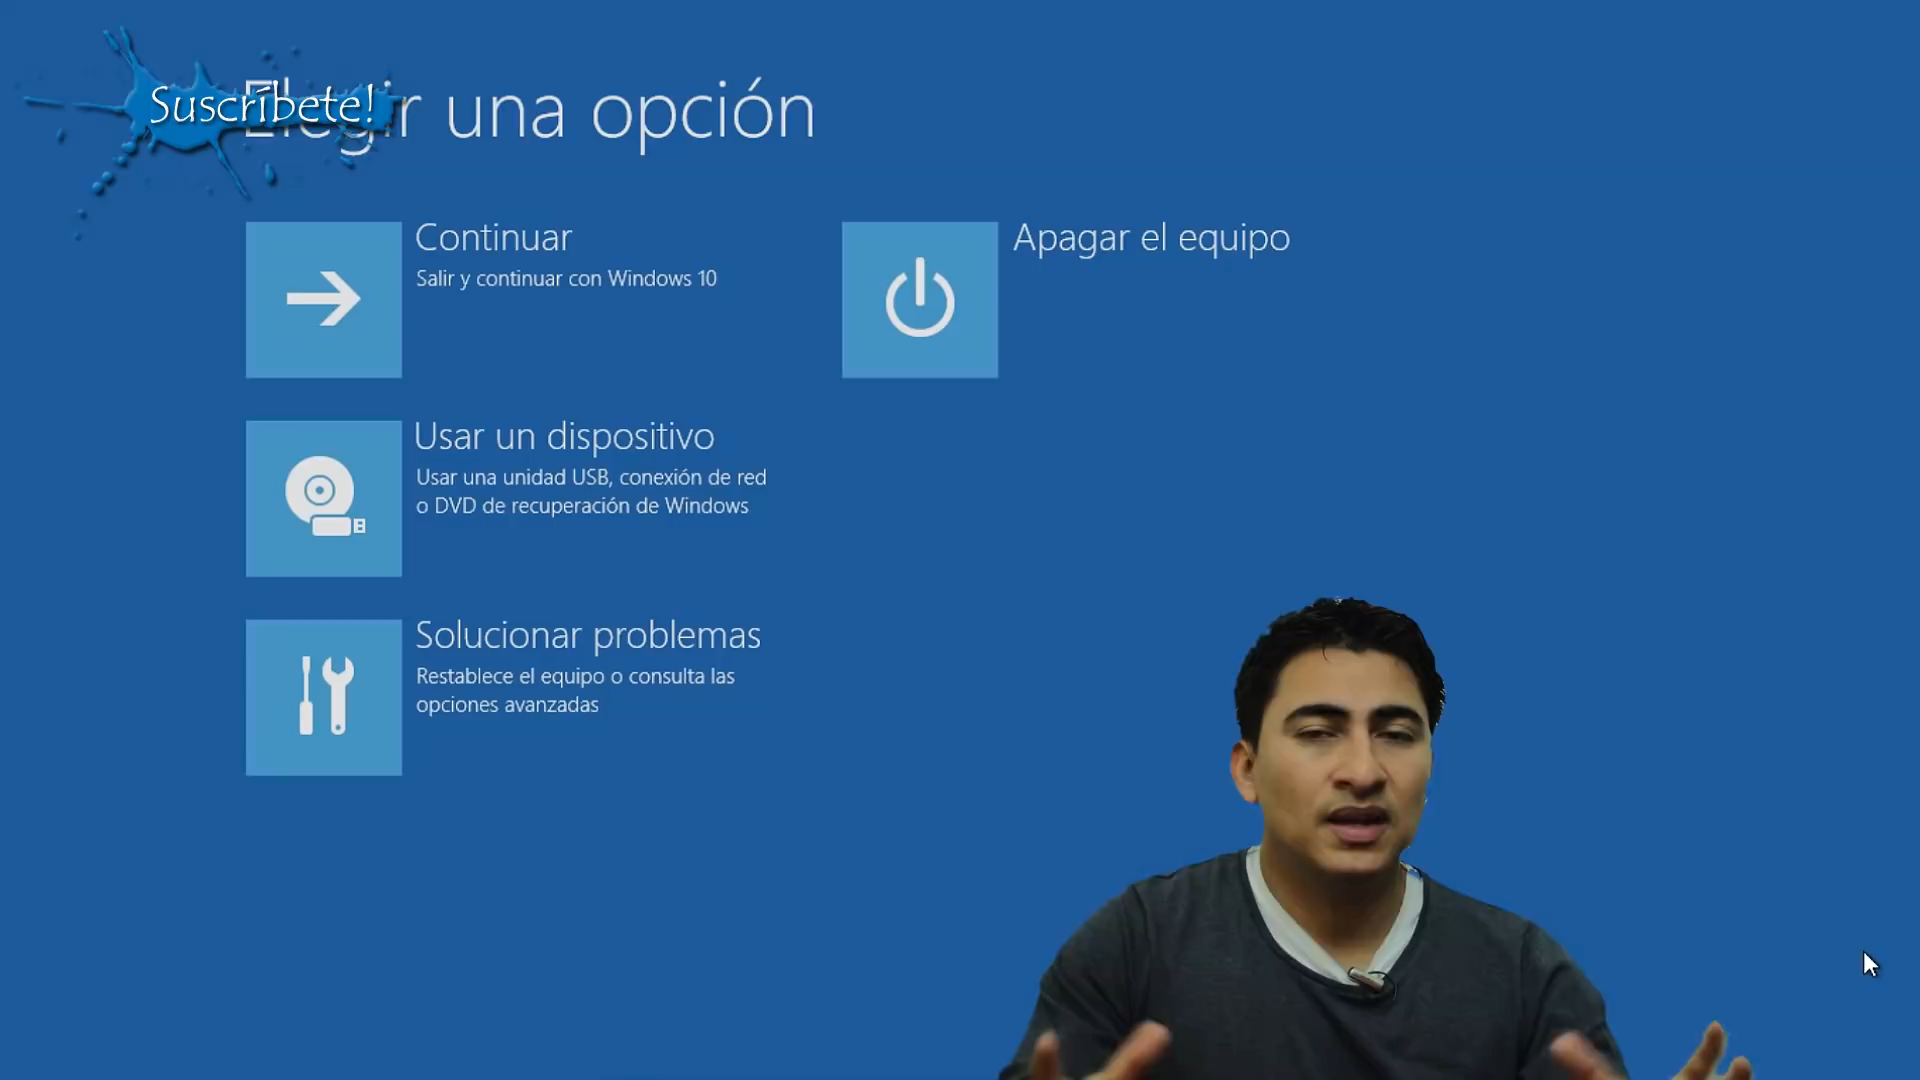 Suscríbete!
Elegir una opción
Continuar
Salir y continuar con Windows 10
Apagar el equipo
Usar un dispositivo
Usar una unidad USB, conexión de red
o DVD de recuperación de Windows
Solucionar problemas
Restablece el equipo o consulta las
opciones avanzadas